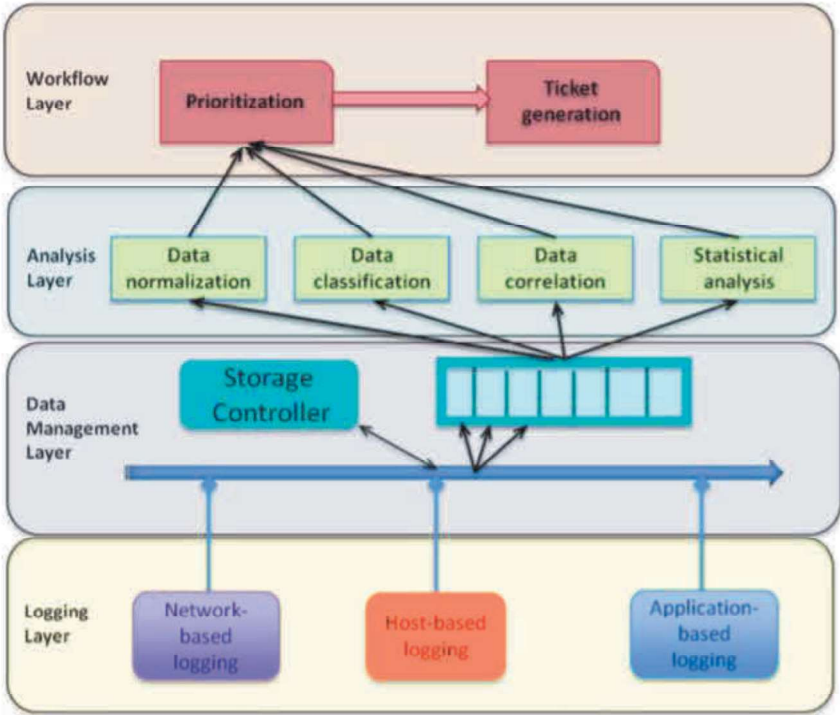 Workflow
Layer
Prioritization
Ticket
generation
Analysis
Layer
Data
normalization
Data
classification
Data
correlation
Statistical
analysis
Data
Management
Layer
Storage
Controller
Logging
Layer
Network-
based
logging
Host-based
logging
Application-
based
logging